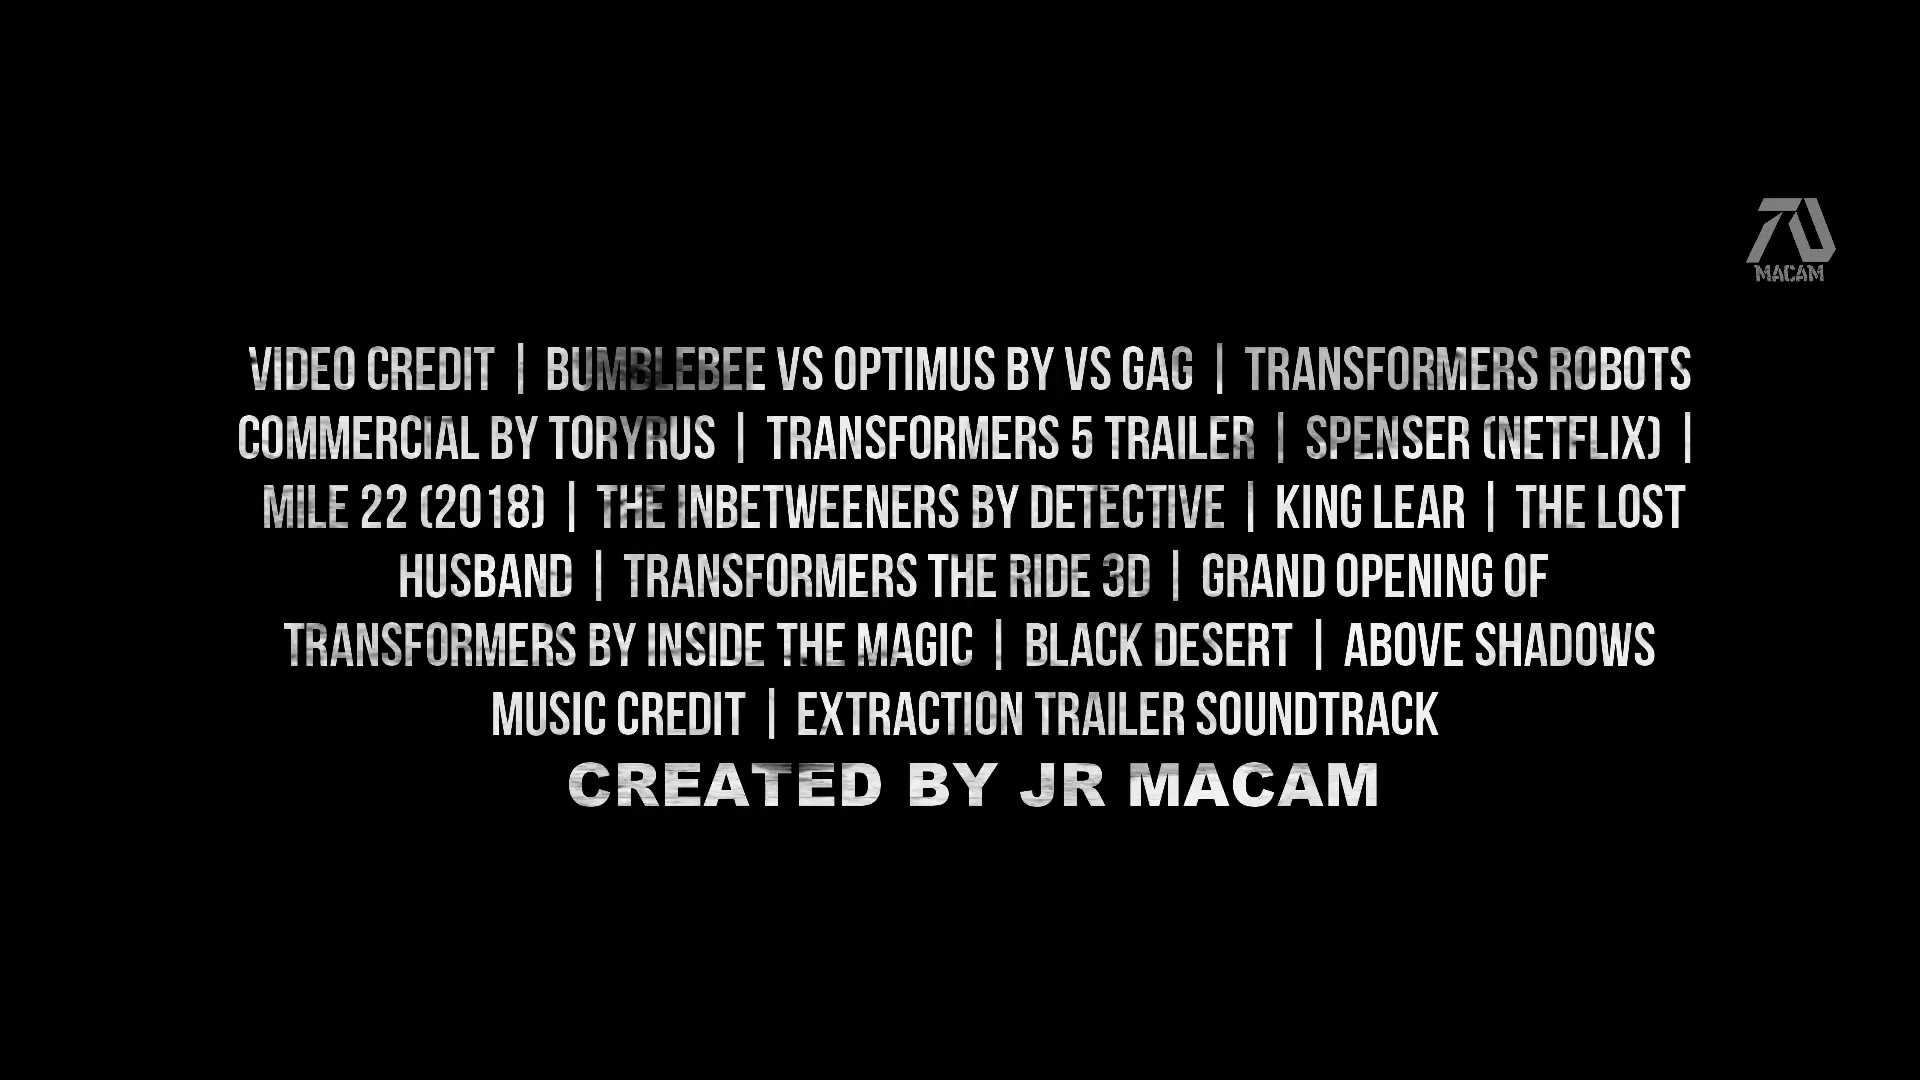 MACAM
VIDEO CREDIT | BUMBLEBEE VS OPTIMUS BY VS GAG | TRANSFORMERS ROBOTS
COMMERCIAL BY TORYRUS | TRANSFORMERS 5 TRAILER | SPENSER (NETFLIX) |
MILE 22 (2018) | THE INBETWEENERS BY DETECTIVE | KING LEAR | THE LOST
HUSBAND | TRANSFORMERS THE RIDE 3D | GRAND OPENING OF
TRANSFORMERS BY INSIDE THE MAGIC | BLACK DESERT | ABOVE SHADOWS
MUSIC CREDIT | EXTRACTION TRAILER SOUNDTRACK
CREATED BY JR MACAM